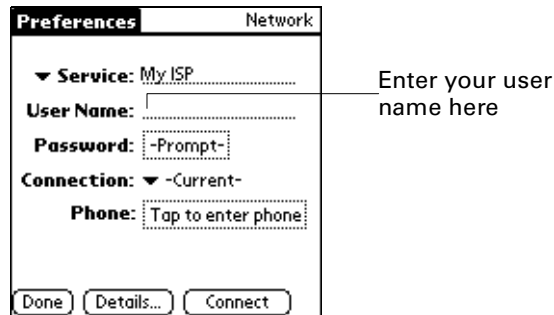 Preferences Network
Service: My ISP
User Name:
Enter your user
name here
Password: -Prompt-
Connection: -Current-
Phone: Tap to enter phone
Done Details... Connect